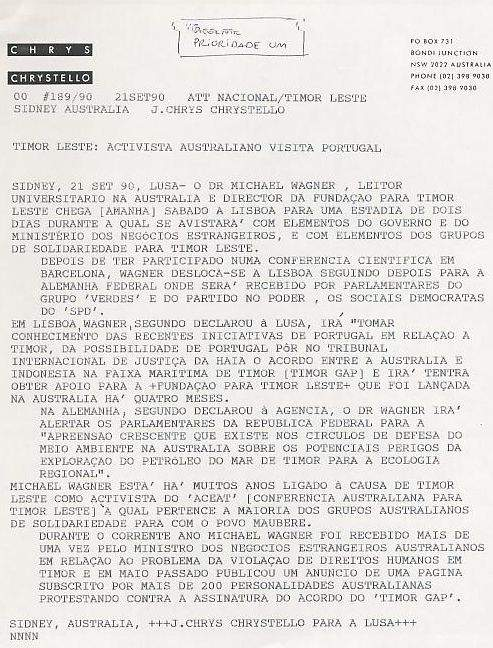 "TAKE FAR
PRIORIDADE UM
CHRYS
CHRYSTELLO
PO BOX 731
BONDI JUNCTION
NSW 2022 AUSTRALIA
PHONE (02) 398 9030
FAX (02) 398 9030
00 #189/90 21SET90 ATT NACIONAL/TIMOR LESTE
SIDNEY AUSTRALIA J.CHRYS CHRYSTELLO
TIMOR LESTE: ACTIVISTA AUSTRALIANO VISITA PORTUGAL
SIDNEY, 21 SET 90, LUSA- O DR MICHAEL WAGNER , LEITOR
UNIVERSITARIO NA AUSTRALIA E DIRECTOR DA FUNDAÇAO PARA TIMOR
LESTE CHEGA [AMANHA] SABADO A LISBOA PARA UMA ESTADIA DE DOIS
DIAS DURANTE A QUAL SE AVISTARA' COM ELEMENTOS DO GOVERNO E DO
MINISTÉRIO DOS NEGÓCIOS ESTRANGEIROS, E COM ELEMENTOS DOS GRUPOS
DE SOLIDARIEDADE PARA TIMOR LESTE.
DEPOIS DE TER PARTICIPADO NUMA CONFERENCIA CIENTIFICA EM
BARCELONA, WAGNER DESLOCA-SE A LISBOA SEGUINDO DEPOIS PARA A
ALEMANHA FEDERAL ONDE SERA' RECEBIDO POR PARLAMENTARES DO
GRUPO 'VERDES' E DO PARTIDO NO PODER , OS SOCIAIS DEMOCRATAS
DO 'SPD'.
EM LISBOA, WAGNER, SEGUNDO DECLAROU à LUSA, IRÁ "TOMAR
CONHECIMENTO DAS RECENTES INICIATIVAS DE PORTUGAL EM RELAÇAO A
TIMOR, DA POSSIBILIDADE DE PORTUGAL PÔR NO TRIBUNAL
INTERNACIONAL DE JUSTIÇA DA HAIA O ACORDO ENTRE A AUSTRALIA E
INDONESIA NA FAIXA MARITIMA DE TIMOR [TIMOR GAP] E IRA' TENTRA
OBTER APOIO PARA A +FUNDAÇAO PARA TIMOR LESTE+ QUE FOI LANÇADA
NA AUSTRALIA HA' QUATRO MESES.
NA ALEMANHA, SEGUNDO DECLAROU à AGENCIA, O DR WAGNER IRA'
ALERTAR OS PARLAMENTARES DA REPUBLICA FEDERAL PARA A
"APREENSAO CRESCENTE QUE EXISTE NOS CIRCULOS DE DEFESA DO
MEIO AMBIENTE NA AUSTRALIA SOBRE OS POTENCIAIS PERIGOS DA
EXPLORAÇAO DO PETRóLEO DO MAR DE TIMOR PARA A ECOLOGIA
REGIONAL".
MICHAEL WAGNER ESTA' HA' MUITOS ANOS LIGADO à CAUSA DE TIMOR
LESTE COMO ACTIVISTA DO 'ACEAT' [CONFERENCIA AUSTRALIANA PARA
TIMOR LESTE] à QUAL PERTENCE A MAIORIA DOS GRUPOS AUSTRALIANOS
DE SOLIDARIEDADE PARA COM O POVO MAUBERE.
DURANTE O CORRENTE ANO MICHAEL WAGNER FOI RECEBIDO MAIS DE
UMA VEZ PELO MINISTRO DOS NEGOCIOS ESTRANGEIROS AUSTRALIANOS
EM RELAÇAO AO PROBLEMA DA VIOLAÇAO DE DIREITOS HUMANOS EM
TIMOR E EM MAIO PASSADO PUBLICOU UM ANUNCIO DE UMA PAGINA
SUBSCRITO POR MAIS DE 200 PERSONALIDADES AUSTRALIANAS
PROTESTANDO CONTRA A ASSINATURA DO ACORDO DO 'TIMOR GAP'.
SIDNEY, AUSTRALIA, +++J.CHRYS CHRYSTELLO PARA A LUSA+++
NNNN